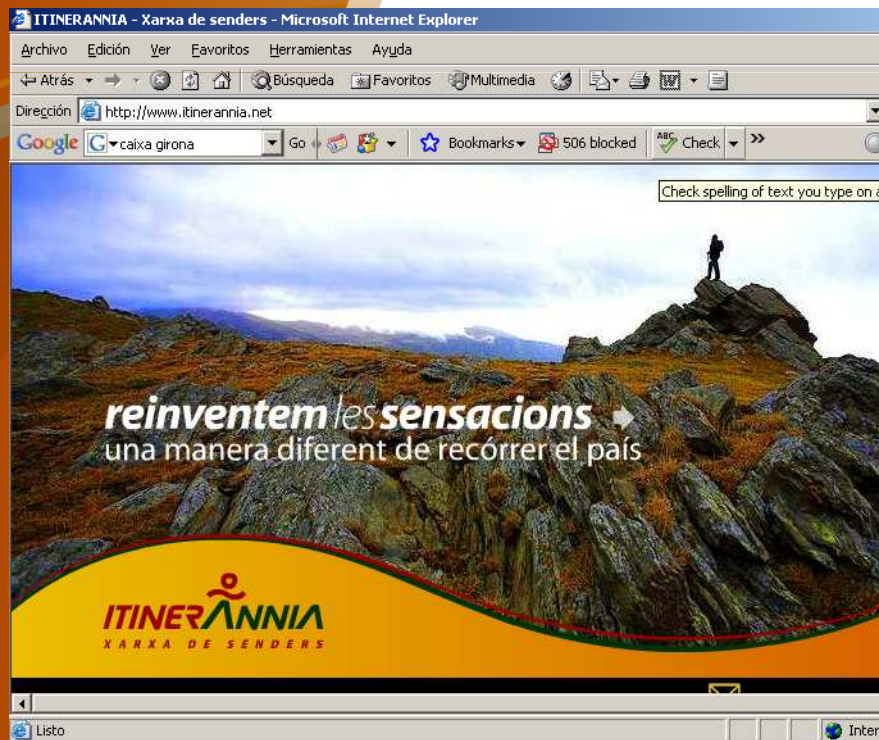 ITINERANNIA - Xarxa de senders - Microsoft Internet Explorer
Archivo Edición Ver Favoritos Herramientas Ayuda
Atrás Búsqueda Favoritos Multimedia
Dirección http://www.itinerannia.net
Google G caixa girona Go Bookmarks 506 blocked ABC Check »
Check spelling of text you type on a
reinventem les sensacions
una manera diferent de recórrer el país
ITINERÀNNIA
XARXA DE SENDERS
Listo Inter